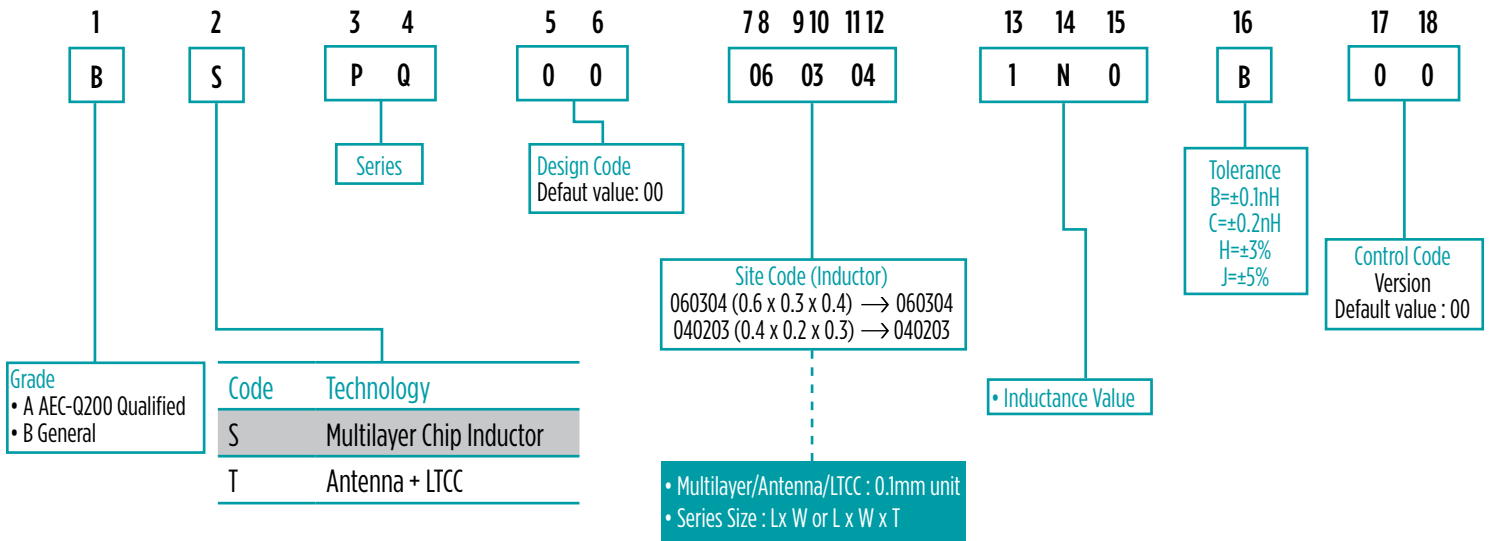 1 2 3 4 5 6 7 8 9 10 11 12 13 14 15 16 17 18
B S P Q 0 0 06 03 04 1 N 0 B 0 0
Series
Design Code
Defaut value: 00
Tolerance
B=±0.1nH
C=±0.2nH
H=±3%
J=±5%
Control Code
Version
Default value : 00
Site Code (Inductor)
060304 (0.6 x 0.3 x 0.4) → 060304
040203 (0.4 x 0.2 x 0.3) → 040203
Grade
• A AEC-Q200 Qualified
• B General
Code Technology
S Multilayer Chip Inductor
T Antenna + LTCC
• Inductance Value
• Multilayer/Antenna/LTCC : 0.1mm unit
• Series Size : Lx W or L x W x T